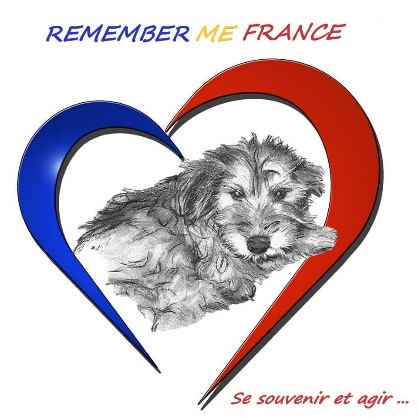 REMEMBER ME FRANCE
Se souvenir et agir ...